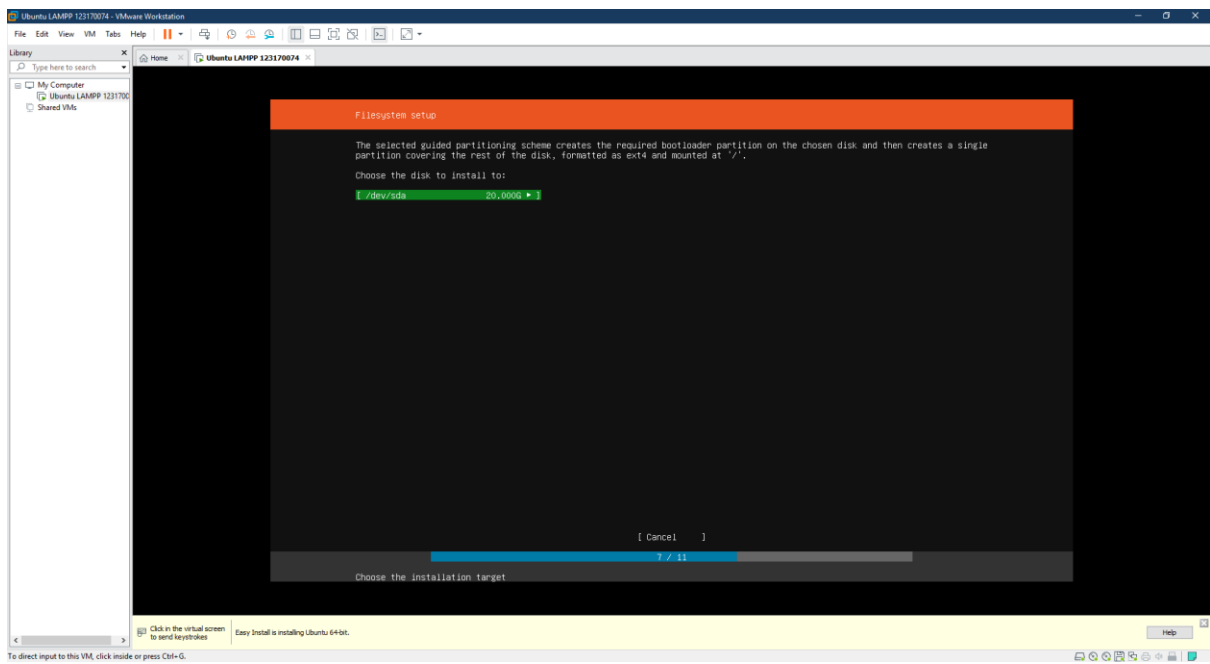 Ubuntu LAMPP 123170074 - VMware Workstation
File Edit View VM Tabs Help
Library
Home
Ubuntu LAMPP 123170074
Type here to search
My Computer
Ubuntu LAMPP 1231700
Shared VMs
Filesystem setup
The selected guided partitioning scheme creates the required bootloader partition on the chosen disk and then creates a single
partition covering the rest of the disk, formatted as ext4 and mounted at '/'.
Choose the disk to install to:
[ /dev/sda 20.000G ▸ ]
[ Cancel ]
7 / 11
Choose the installation target
Click in the virtual screen
to send keystrokes
Easy Install is installing Ubuntu 64-bit.
Help
To direct input to this VM, click inside or press Ctrl+G.